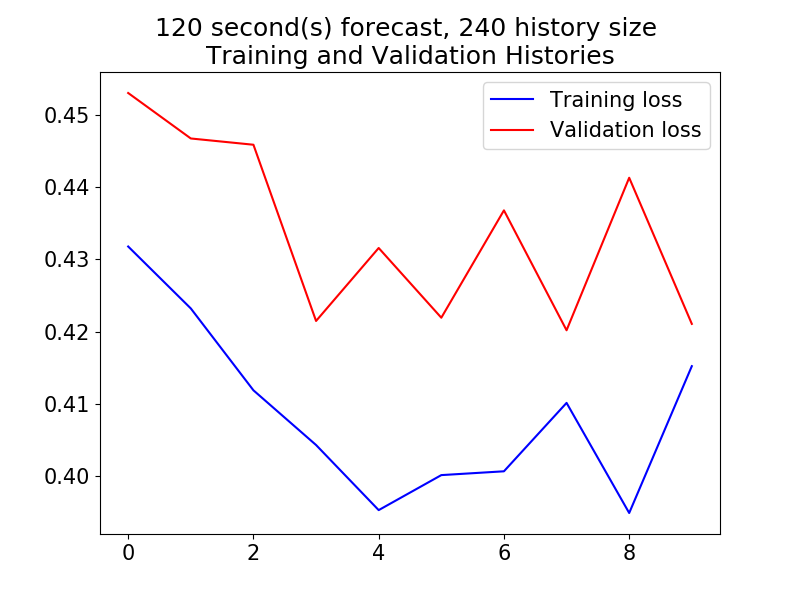 120 second(s) forecast, 240 history size
Training and Validation Histories
Training loss
Validation loss
0.45
0.44
0.43
0.42
0.41
0.40
0 2 4 6 8